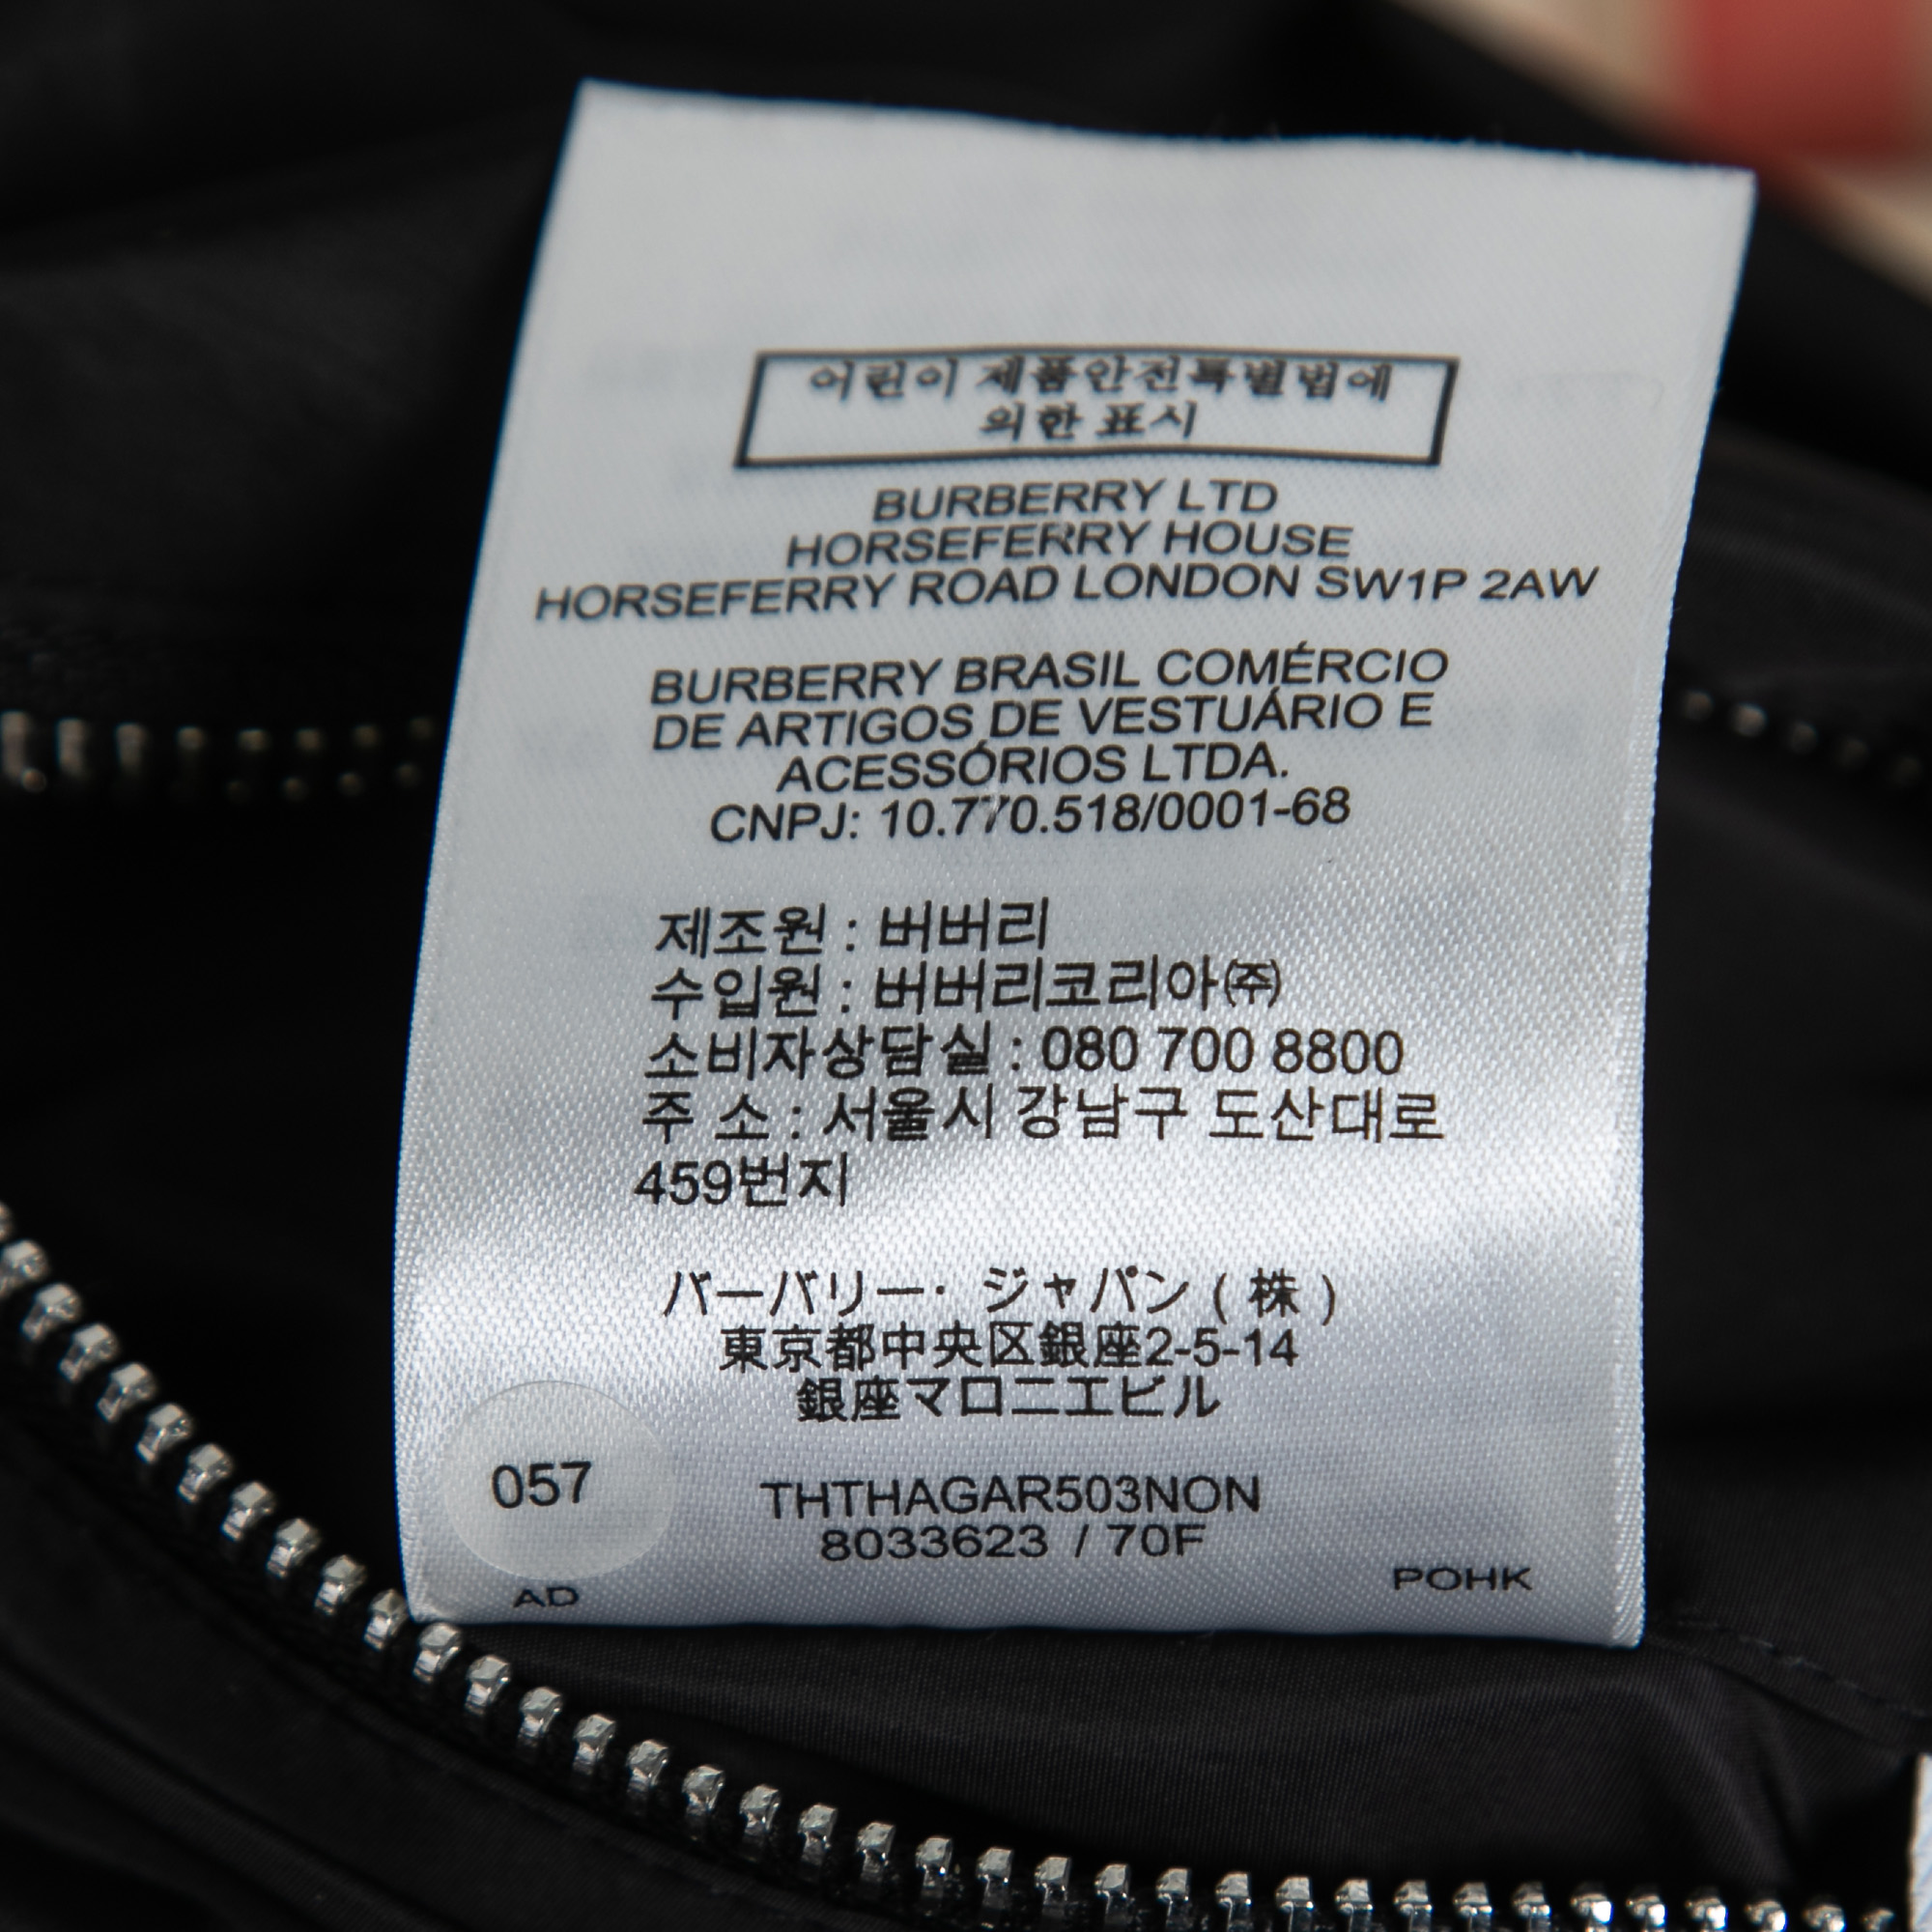 어린이 제품안전특별법에
의한 표시
BURBERRY LTD
HORSEFERRY HOUSE
HORSEFERRY ROAD LONDON SW1P 2AW
BURBERRY BRASIL COMÉRCIO
DE ARTIGOS DE VESTUÁRIO E
ACESSÓRIOS LTDA.
CNPJ: 10.770.518/0001-68
제조원 : 버버리
수입원 : 버버리코리아㈜
소비자상담실 : 080 700 8800
주 소 : 서울시 강남구 도산대로
459번지
バーバリー· ジャパン ( 株 )
東京都中央区銀座2-5-14
銀座マロニエビル
057
THTHAGAR503NON
8033623 / 70F
AD
POHK